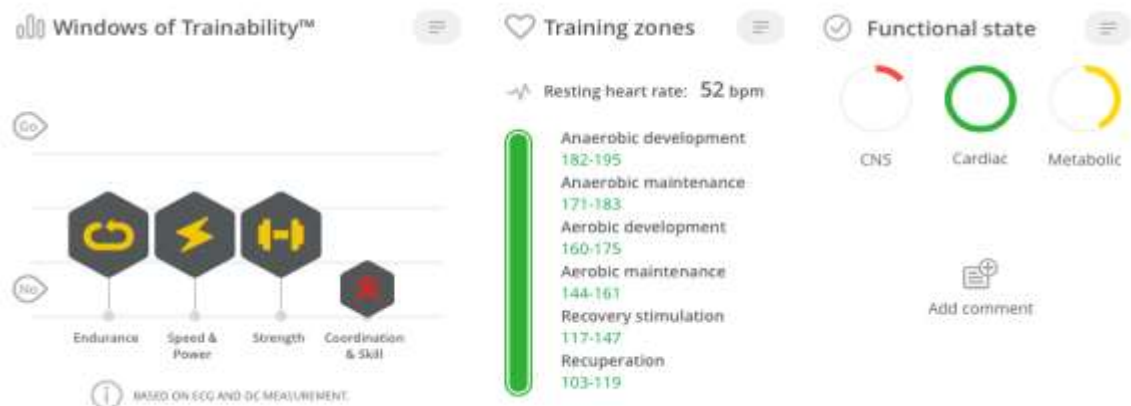 Windows of Trainability™
Go
No
Endurance
Speed &
Power
Strength
Coordination
& Skill
BASED ON ECG AND DC MEASUREMENT.
Training zones
Resting heart rate: 52 bpm
Anaerobic development
182-195
Anaerobic maintenance
171-183
Aerobic development
160-175
Aerobic maintenance
144-161
Recovery stimulation
117-147
Recuperation
103-119
Functional state
CNS
Cardiac
Metabolic
Add comment